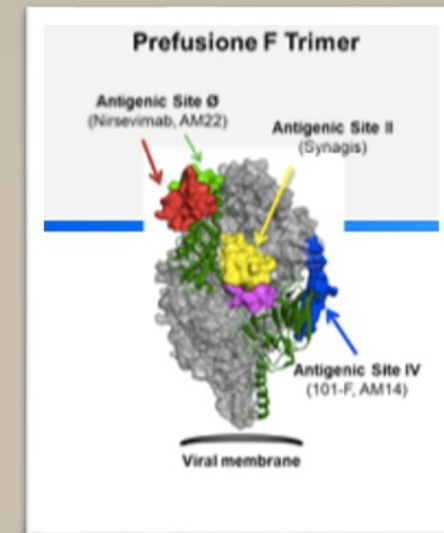 Prefusione F Trimer
Antigenic Site Ø
(Nirsevimab, AM22)
Antigenic Site II
(Synagis)
Antigenic Site IV
(101-F, AM14)
Viral membrane